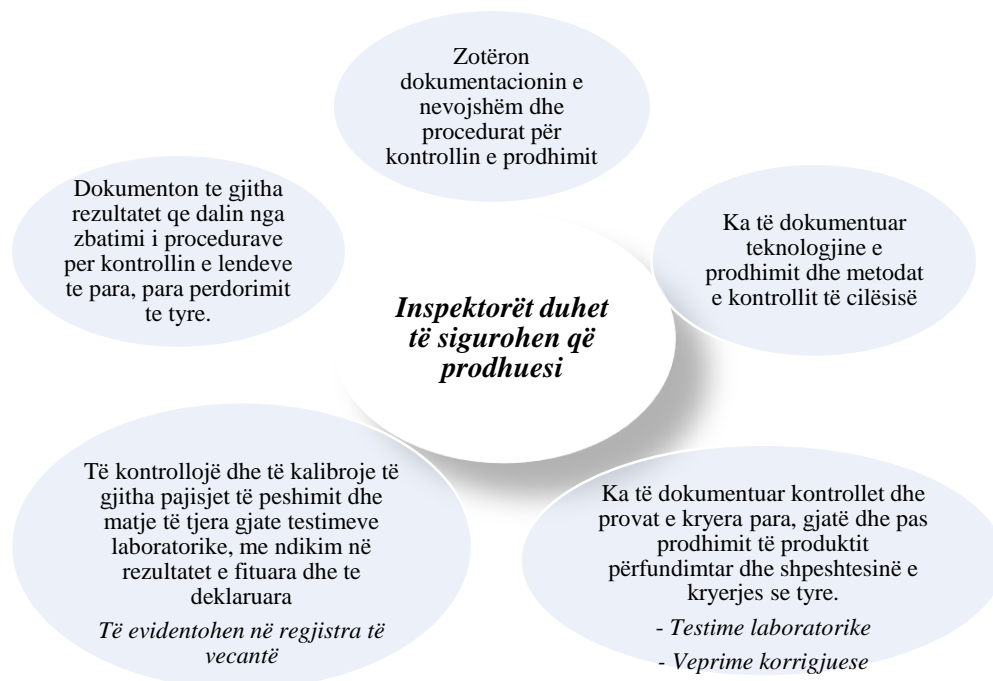 Zotëron
dokumentacionin e
nevojshëm dhe
procedurat për
kontrollin e prodhimit
Dokumenton te gjitha
rezultatet qe dalin nga
zbatimi i procedurave
per kontrollin e lendeve
te para, para perdorimit
te tyre.
Ka të dokumentuar
teknologjine e
prodhimit dhe metodat
e kontrollit të cilësisë
Inspektorët duhet
të sigurohen që
prodhuesi
Të kontrollojë dhe të kalibroje të
gjitha pajisjet të peshimit dhe
matje të tjera gjate testimeve
laboratorike, me ndikim në
rezultatet e fituara dhe te
deklaruara
Të evidentohen në regjistra të
vecantë
Ka të dokumentuar kontrollet dhe
provat e kryera para, gjatë dhe pas
prodhimit të produktit
përfundimtar dhe shpeshtesinë e
kryerjes se tyre.
- Testime laboratorike
- Veprime korrigjuese